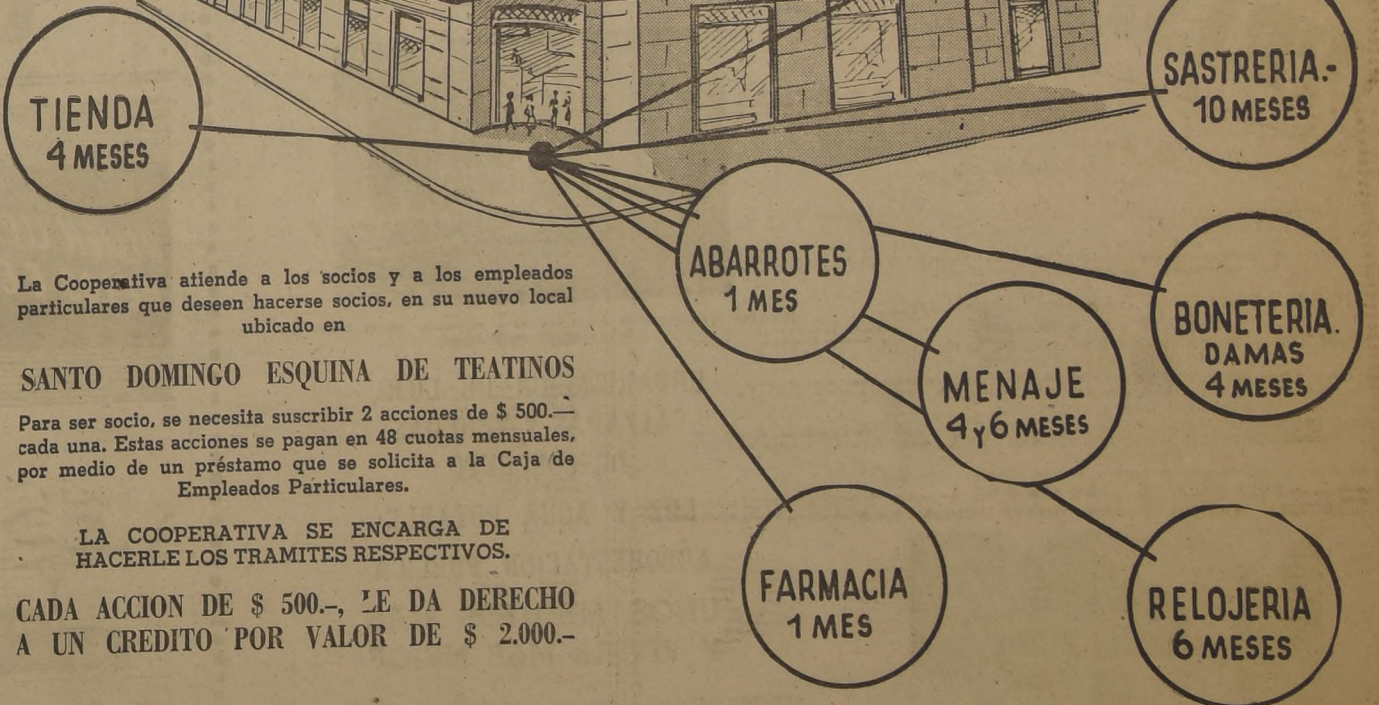 TIENDA
4 MESES
SASTRERIA.-
10 MESES
ABARROTES
1 MES
BONETERIA.
DAMAS
4 MESES
MENAJE
4 y 6 MESES
FARMACIA
1 MES
RELOJERIA
6 MESES
La Cooperativa atiende a los socios y a los empleados
particulares que deseen hacerse socios, en su nuevo local
ubicado en
SANTO DOMINGO ESQUINA DE TEATINOS
Para ser socio, se necesita suscribir 2 acciones de $ 500.—
cada una. Estas acciones se pagan en 48 cuotas mensuales,
por medio de un préstamo que se solicita a la Caja de
Empleados Particulares.
LA COOPERATIVA SE ENCARGA DE
HACERLE LOS TRAMITES RESPECTIVOS.
CADA ACCION DE $ 500.–, LE DA DERECHO
A UN CREDITO POR VALOR DE $ 2.000.–